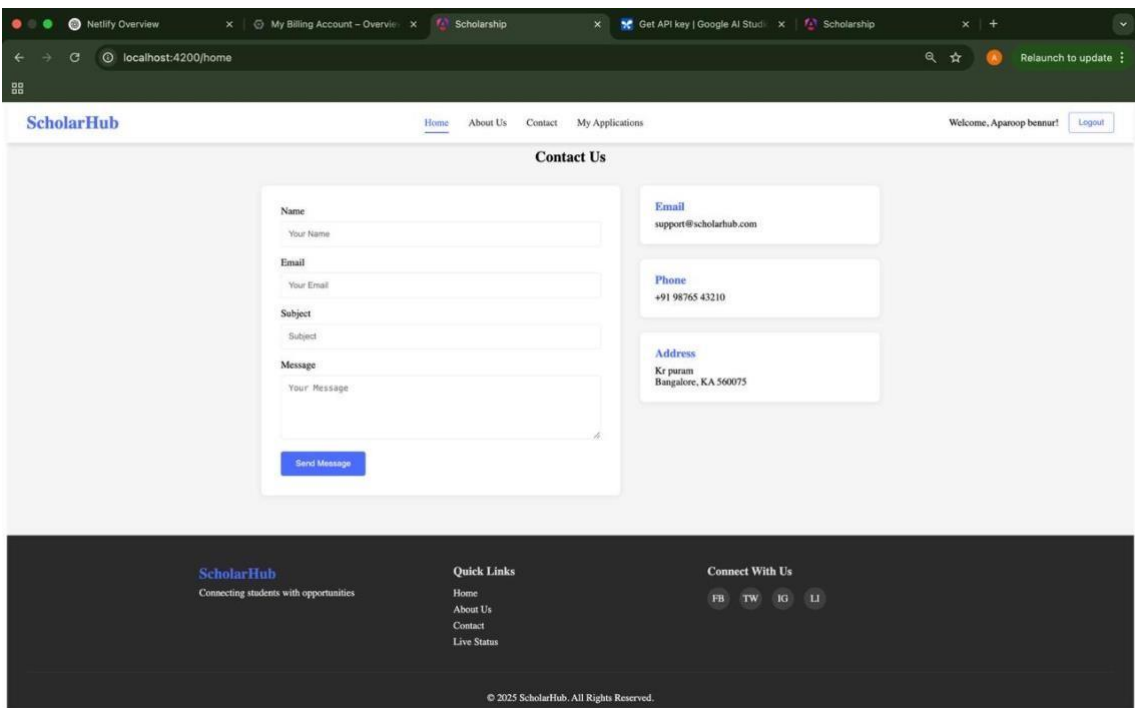 Netlify Overview
My Billing Account – Overvie
Scholarship
Get API key | Google AI Studi
Scholarship
localhost:4200/home
A
Relaunch to update
ScholarHub
Home
About Us
Contact
My Applications
Welcome, Aparoop bennur!
Logout
Contact Us
Name
Your Name
Email
Your Email
Subject
Subject
Message
Your Message
Send Message
Email
support@scholarhub.com
Phone
+91 98765 43210
Address
Kr puram
Bangalore, KA 560075
ScholarHub
Connecting students with opportunities
Quick Links
Home
About Us
Contact
Live Status
Connect With Us
FB TW IG LI
© 2025 ScholarHub. All Rights Reserved.